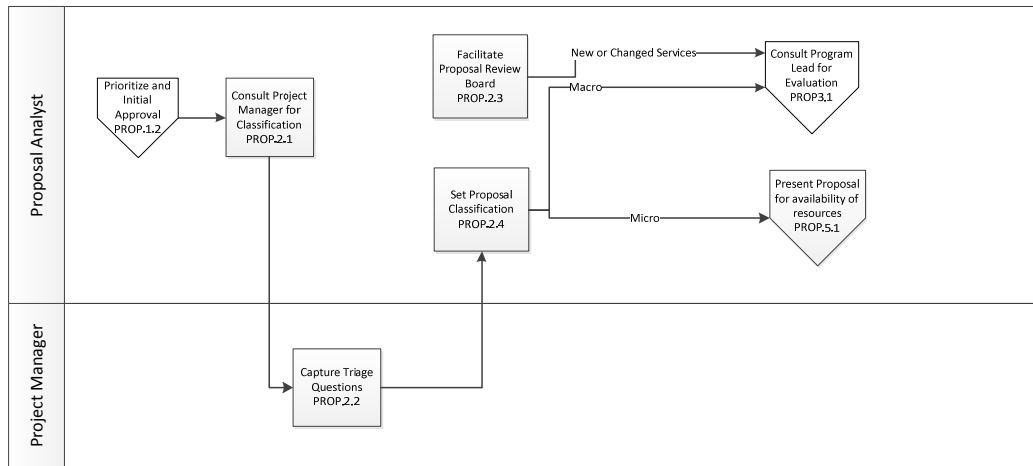 Proposal Analyst
Prioritize and
Initial
Approval
PROP.1.2
Consult Project
Manager for
Classification
PROP.2.1
Facilitate
Proposal Review
Board
PROP.2.3
New or Changed Services
Macro
Consult Program
Lead for
Evaluation
PROP3.1
Set Proposal
Classification
PROP.2.4
Micro
Present Proposal
for availability of
resources
PROP.5.1
Project Manager
Capture Triage
Questions
PROP.2.2